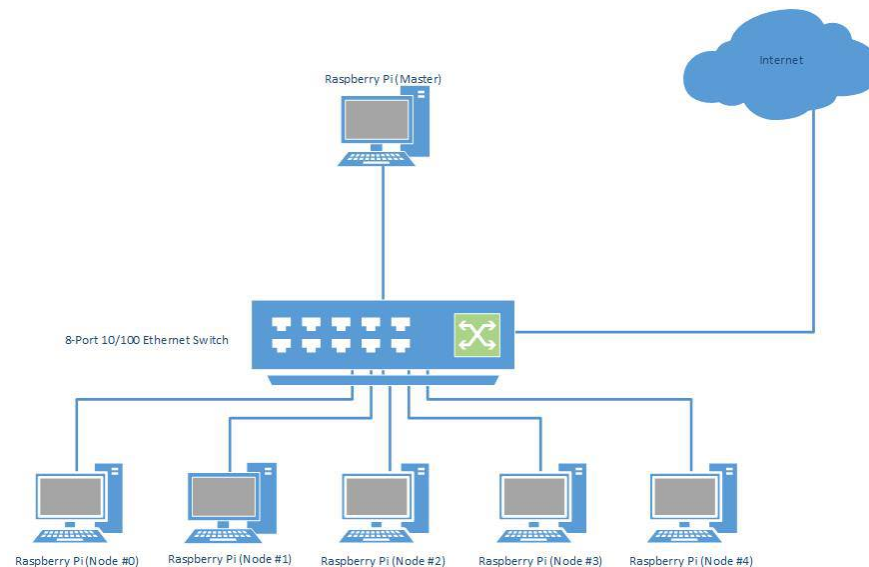 Internet
Raspberry Pi (Master)
8-Port 10/100 Ethernet Switch
Raspberry Pi (Node #0)
Raspberry Pi (Node #1)
Raspberry Pi (Node #2)
Raspberry Pi (Node #3)
Raspberry Pi (Node #4)